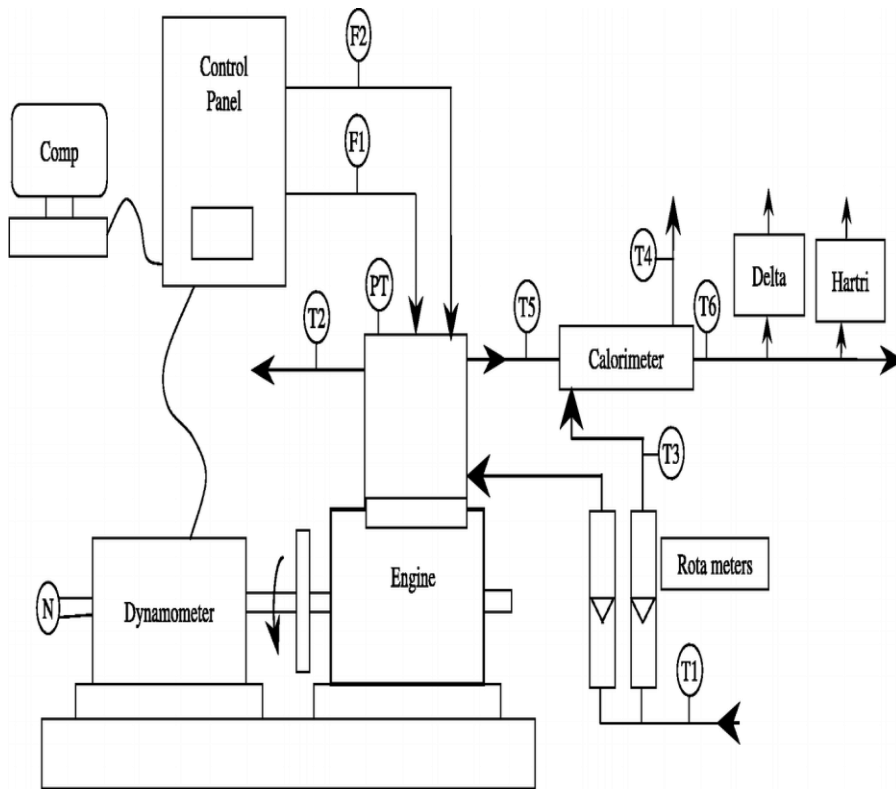 F2
Control
Panel
F1
Comp
T4
Delta
Hartri
PT
T2
T5
T6
Calorimeter
T3
Engine
Rota meters
N
Dynamometer
T1